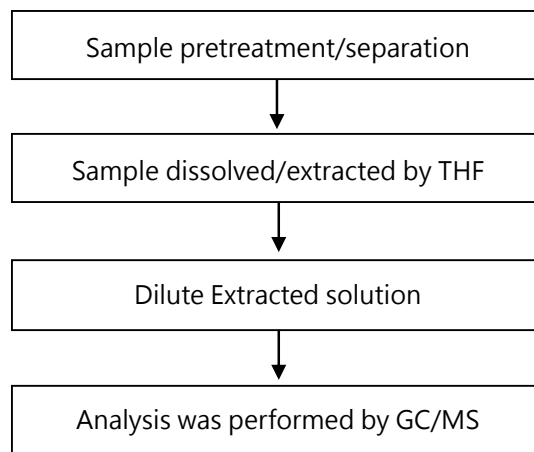 Sample pretreatment/separation
Sample dissolved/extracted by THF
Dilute Extracted solution
Analysis was performed by GC/MS